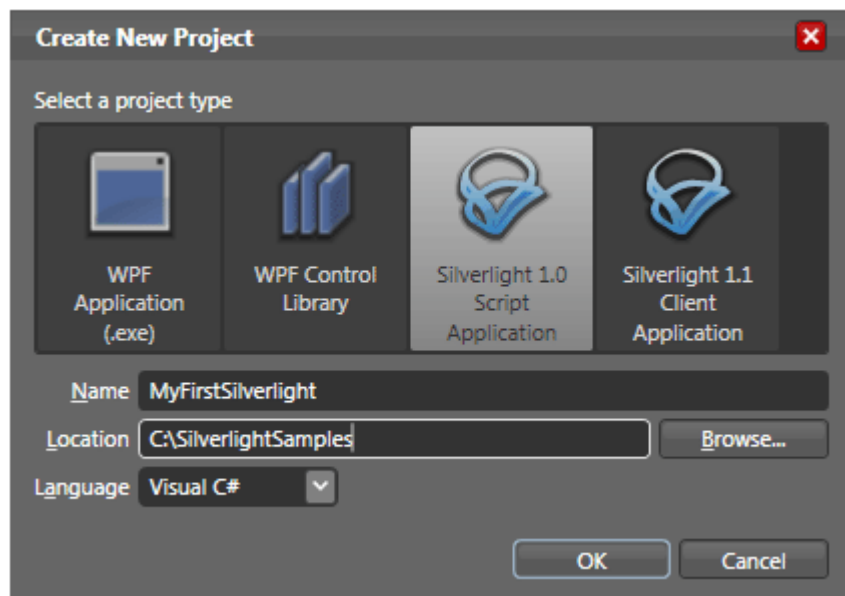 Create New Project
Select a project type
WPF
Application
(.exe)
WPF Control
Library
Silverlight 1.0
Script
Application
Silverlight 1.1
Client
Application
Name MyFirstSilverlight
Location C:\SilverlightSamples Browse...
Language Visual C#
OK Cancel